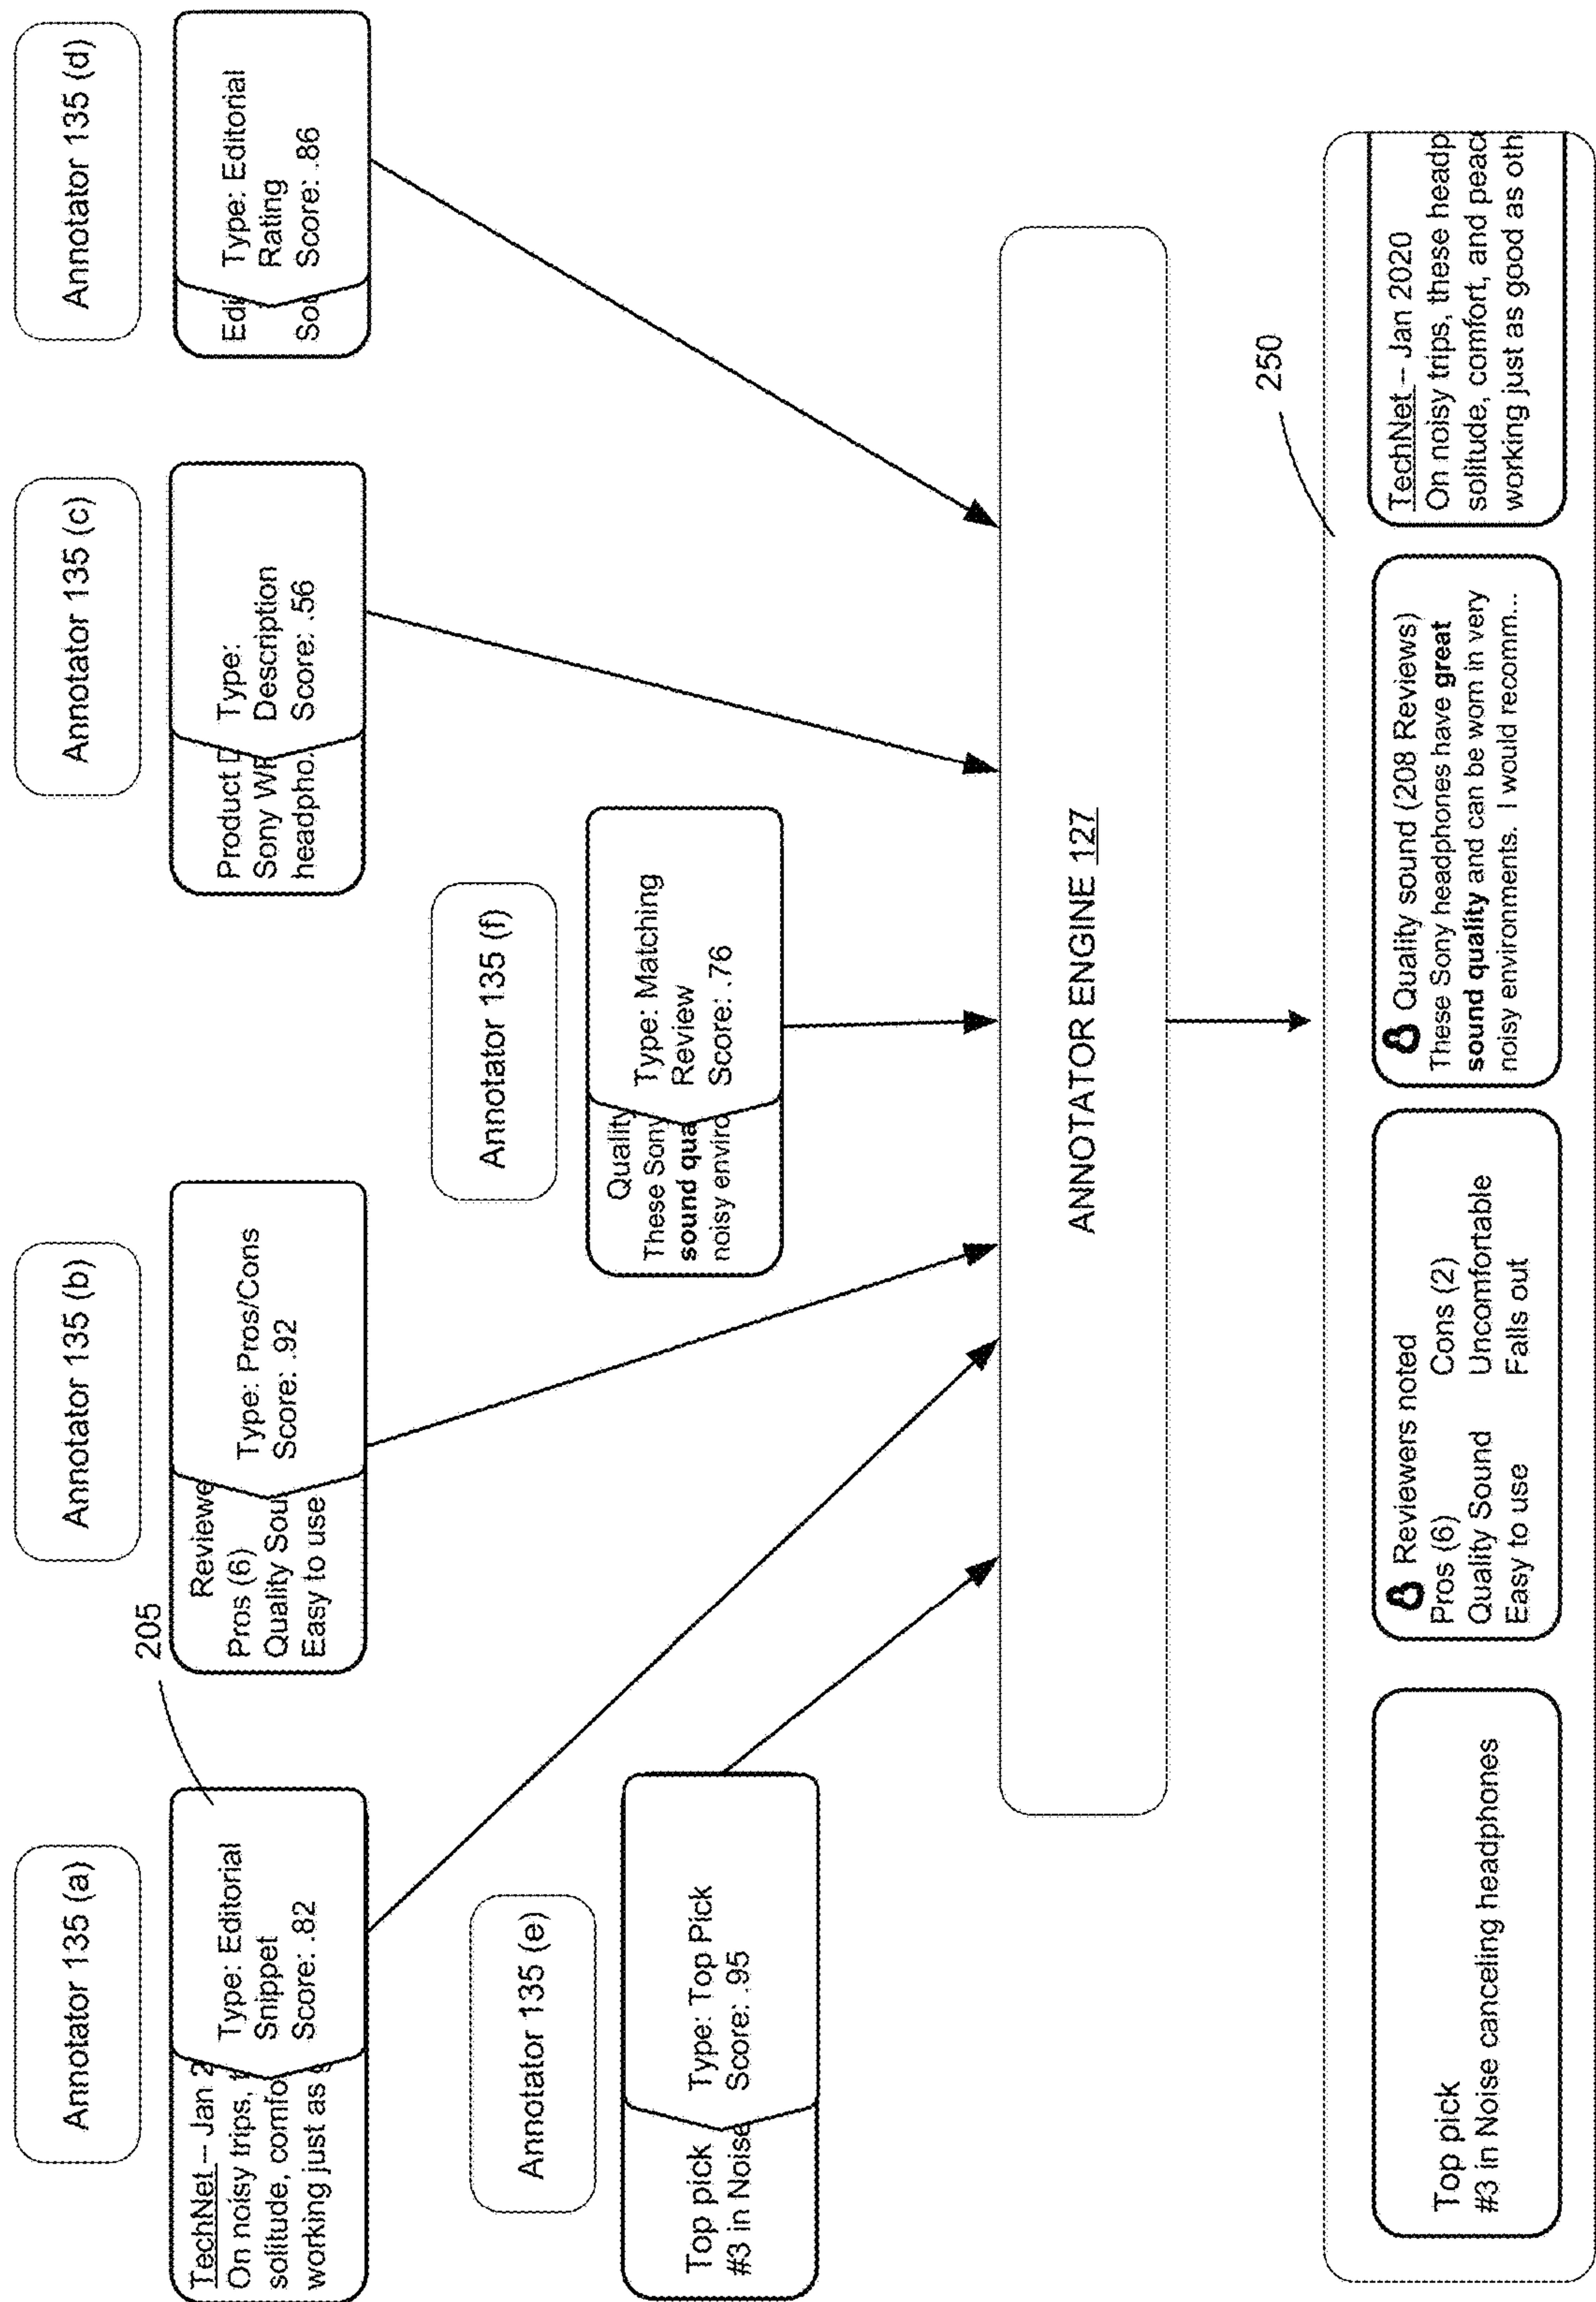 Annotator 135 (a)
TechNet – Jan 2
On noisy trips, t
solitude, comfo
working just as g
Type: Editorial
Snippet
Score: .82
205
Annotator 135 (b)
Reviewe
Pros (6)
Quality Sou
Easy to use
Type: Pros/Cons
Score: .92
Annotator 135 (c)
Product D
Sony WF
headpho
Type:
Description
Score: .56
Annotator 135 (d)
Edi
Sou
Type: Editorial
Rating
Score: .86
Annotator 135 (e)
Top pick
#3 in Noise
Type: Top Pick
Score: .95
Annotator 135 (f)
Quality
These Sony
sound qua
noisy enviro
Type: Matching
Review
Score: .76
ANNOTATOR ENGINE 127
250
Top pick
#3 in Noise canceling headphones
Reviewers noted
Pros (6) Cons (2)
Quality Sound Uncomfortable
Easy to use Falls out
Quality sound (208 Reviews)
These Sony headphones have great
sound quality and can be worn in very
noisy environments. I would recomm...
TechNet – Jan 2020
On noisy trips, these headp
solitude, comfort, and peac
working just as good as oth